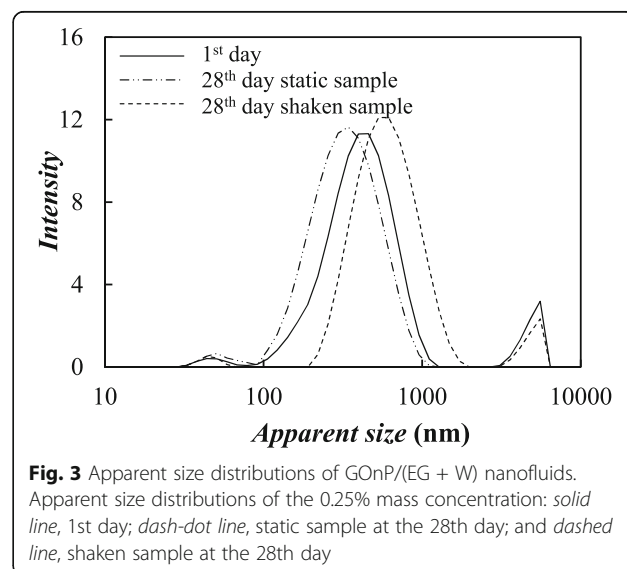 16
12
8
4
0
Intensity
1st day
28th day static sample
28th day shaken sample
10 100 1000 10000
Apparent size (nm)
Fig. 3 Apparent size distributions of GOnP/(EG + W) nanofluids.
Apparent size distributions of the 0.25% mass concentration: solid
line, 1st day; dash-dot line, static sample at the 28th day; and dashed
line, shaken sample at the 28th day